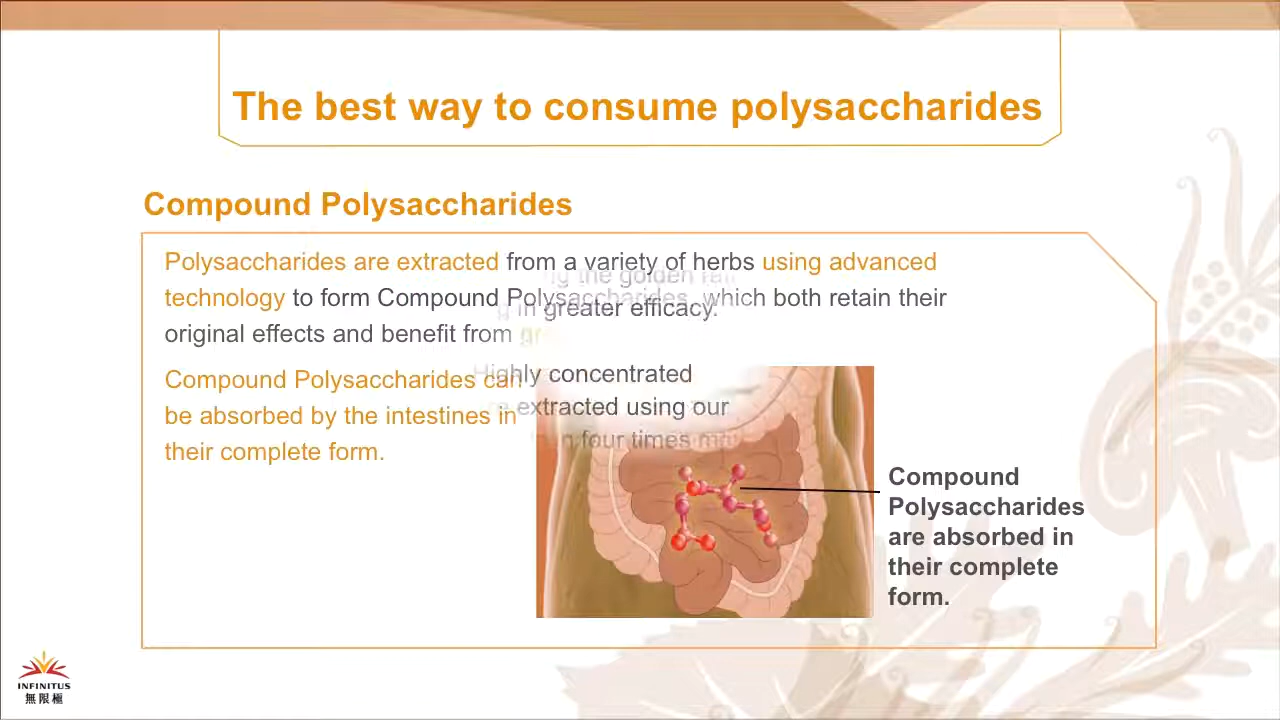 The best way to consume polysaccharides
Compound Polysaccharides
Polysaccharides are extracted from a variety of herbs using advanced
technology to form Compound Polysaccharides, which both retain their
original effects and benefit from
the golden
in greater efficacy.
Compound Polysaccharides can
be absorbed by the intestines in
their complete form.
Highly concentrated
extracted using our
four times
Compound
Polysaccharides
are absorbed in
their complete
form.
INFINITUS
無限極